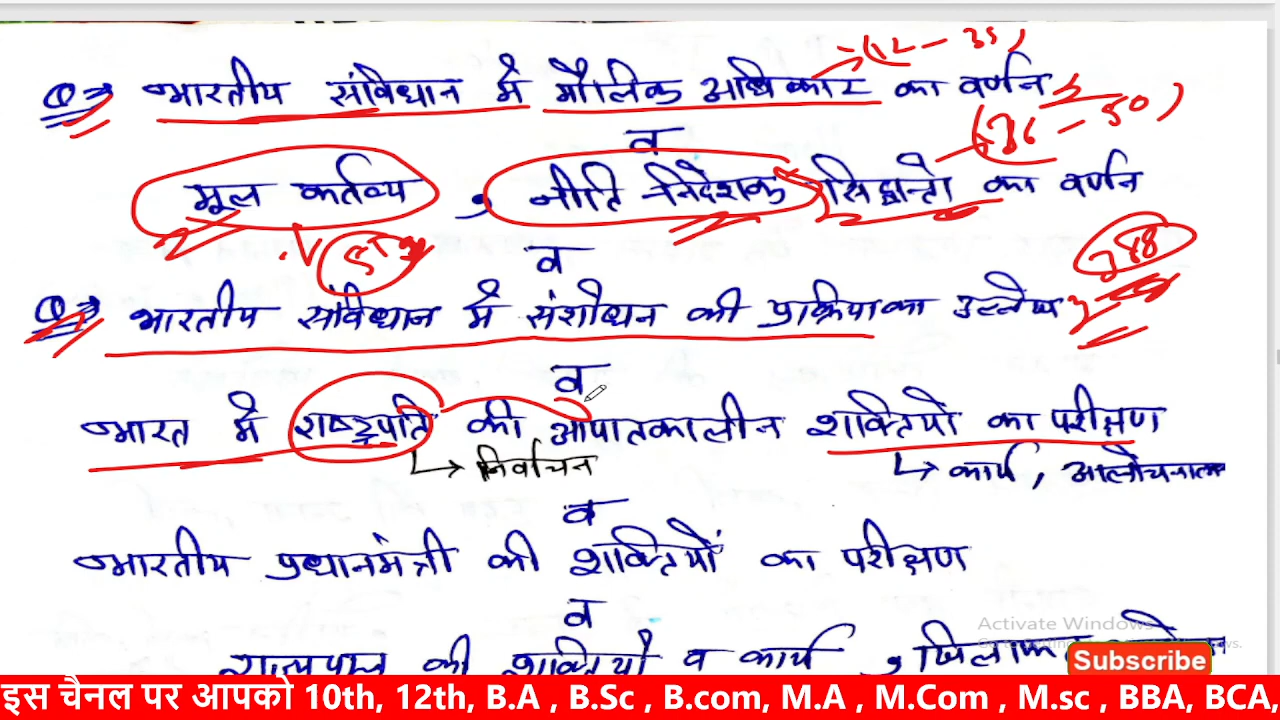 (12 - 35)
Q→ भारतीय संविधान में मौलिक अधिकार का वर्णन
व
(36 - 50)
मूल कर्तव्य , नीति निर्देशक सिद्धान्तो का वर्णन
51
व
368
Q→ भारतीय संविधान में संशोधन की प्रक्रिया का उल्लेख
व
भारत में राष्ट्रपति की आपातकालीन शक्तियों का परीक्षण
↳ निर्वाचन ↳ कार्य, आलोचनात्मक
व
भारतीय प्रधानमंत्री की शक्तियों का परीक्षण
व
Activate Windows
राज्यपाल की शक्तियों व कार्य ,
Subscribe
इस चैनल पर आपको 10th, 12th, B.A , B.Sc , B.com, M.A , M.Com , M.sc , BBA, BCA,